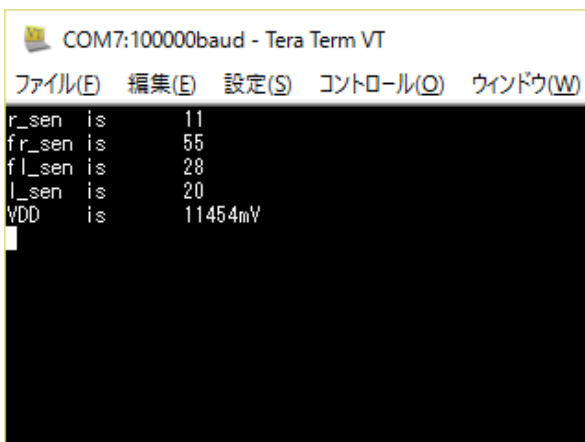 COM7:100000baud - Tera Term VT
ファイル(F) 編集(E) 設定(S) コントロール(O) ウィンドウ(W)
r_sen is 11
fr_sen is 55
fl_sen is 28
l_sen is 20
VDD is 11454mV